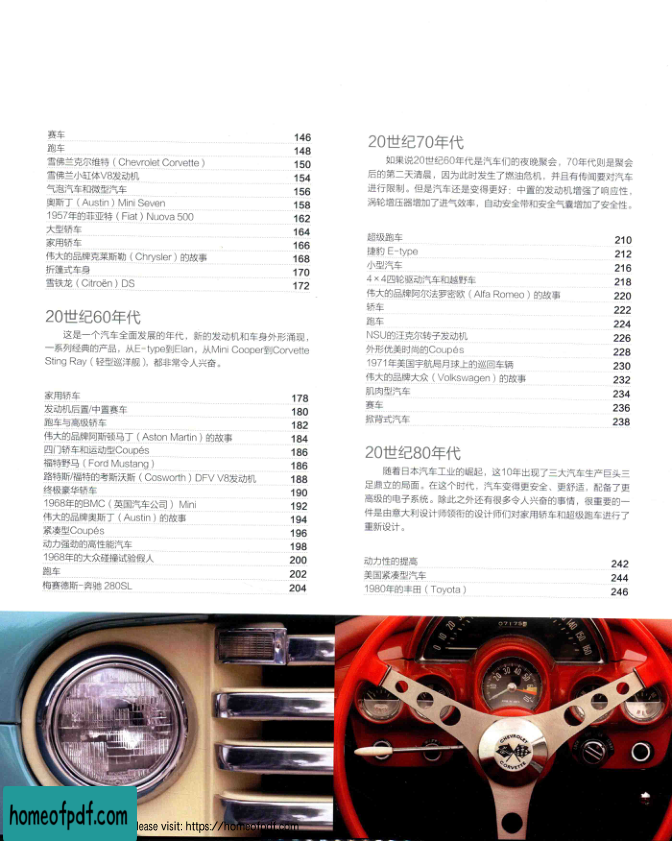 赛车 146
跑车 148
雪佛兰克尔维特（Chevrolet Corvette） 150
雪佛兰小缸体V8发动机 154
气泡汽车和微型汽车 156
奥斯丁（Austin）Mini Seven 158
1957年的菲亚特（Fiat）Nuova 500 162
大型轿车 164
家用轿车 166
伟大的品牌克莱斯勒（Chrysler）的故事 168
折篷式车身 170
雪铁龙（Citroën）DS 172
20世纪60年代
这是一个汽车全面发展的年代，新的发动机和车身外形涌现，
一系列经典的产品，从E-type到Elan，从Mini Cooper到Corvette
Sting Ray（轻型巡洋舰），都非常令人兴奋。
家用轿车 178
发动机后置/中置赛车 180
跑车与高级轿车 182
伟大的品牌阿斯顿马丁（Aston Martin）的故事 184
四门轿车和运动型Coupés 186
福特野马（Ford Mustang） 186
路特斯/福特的考斯沃斯（Cosworth）DFV V8发动机 188
终极豪华轿车 190
1968年的BMC（英国汽车公司）Mini 192
伟大的品牌奥斯丁（Austin）的故事 194
紧凑型Coupés 196
动力强劲的高性能汽车 198
1968年的大众碰撞试验假人 200
跑车 202
梅赛德斯-奔驰 280SL 204
20世纪70年代
如果说20世纪60年代是汽车们的夜晚聚会，70年代则是聚会
后的第二天清晨，因为此时发生了燃油危机，并且有传闻要对汽车
进行限制。但是汽车还是变得更好：中置的发动机增强了响应性，
涡轮增压器增加了进气效率，自动安全带和安全气囊增加了安全性。
超级跑车 210
捷豹 E-type 212
小型汽车 216
4×4四轮驱动汽车和越野车 218
伟大的品牌阿尔法罗密欧（Alfa Romeo）的故事 220
轿车 222
跑车 224
NSU的汪克尔转子发动机 226
外形优美时尚的Coupés 228
1971年美国宇航局月球上的巡回车辆 230
伟大的品牌大众（Volkswagen）的故事 232
肌肉型汽车 234
赛车 236
掀背式汽车 238
20世纪80年代
随着日本汽车工业的崛起，这10年出现了三大汽车生产巨头三
足鼎立的局面。在这个时代，汽车变得更安全、更舒适，配备了更
高级的电子系统。除此之外还有很多令人兴奋的事情，很重要的一
件是由意大利设计师领衔的设计师们对家用轿车和超级跑车进行了
重新设计。
动力性的提高 242
美国紧凑型汽车 244
1980年的丰田（Toyota） 246
CHEVROLET
CORVETTE
homeofpdf.com
lease visit: https://homeofpdf.com